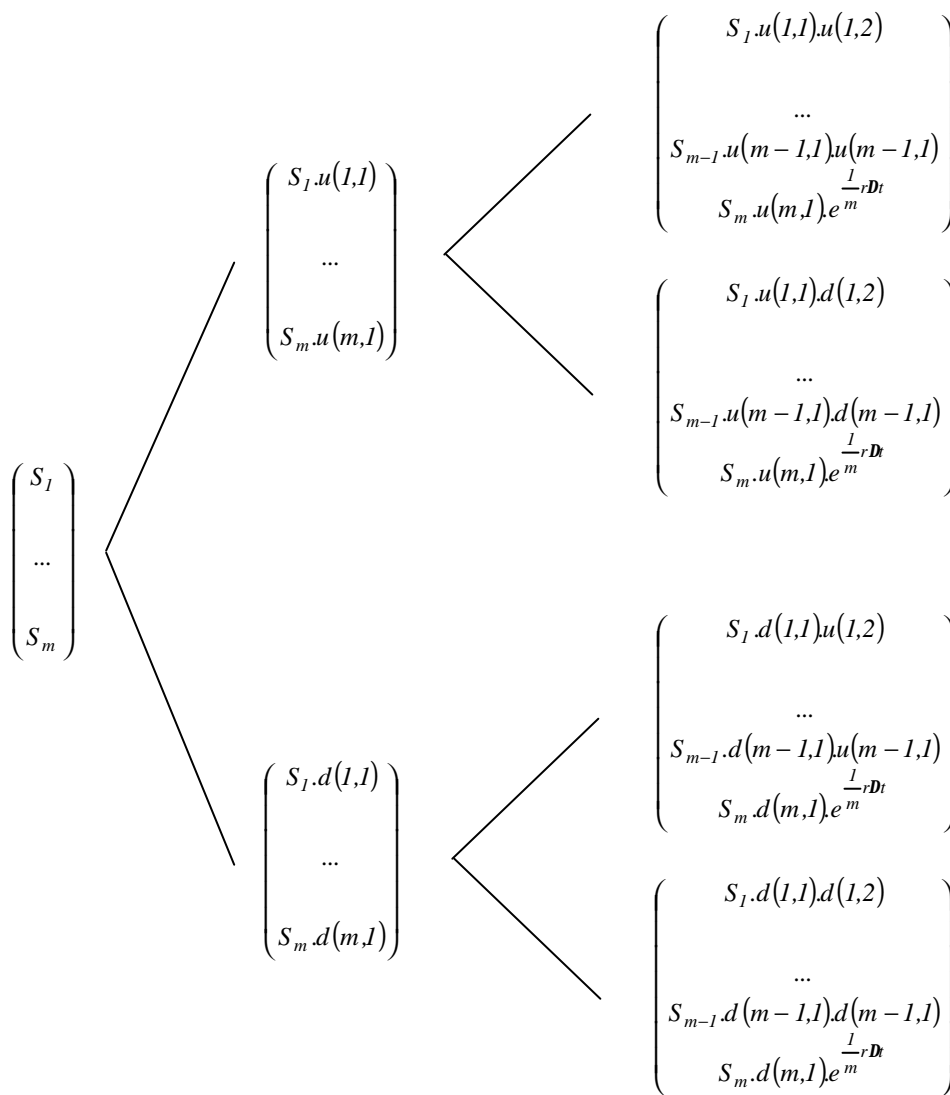 S_1.u(1,1).u(1,2)
...
S_{m-1}.u(m-1,1).u(m-1,1)
S_m.u(m,1).e^{\frac{1}{m}rDt}
S_1.u(1,1)
...
S_m.u(m,1)
S_1.u(1,1).d(1,2)
...
S_{m-1}.u(m-1,1).d(m-1,1)
S_m.u(m,1).e^{\frac{1}{m}rDt}
S_1
...
S_m
S_1.d(1,1).u(1,2)
...
S_{m-1}.d(m-1,1).u(m-1,1)
S_m.d(m,1).e^{\frac{1}{m}rDt}
S_1.d(1,1)
...
S_m.d(m,1)
S_1.d(1,1).d(1,2)
...
S_{m-1}.d(m-1,1).d(m-1,1)
S_m.d(m,1).e^{\frac{1}{m}rDt}